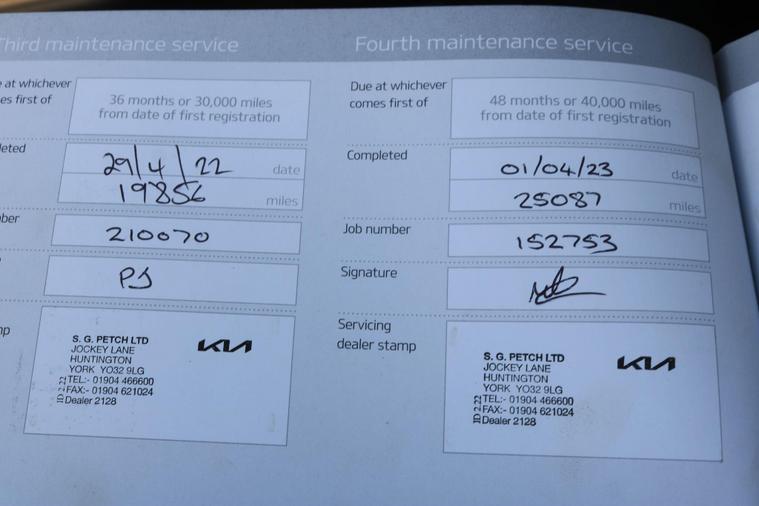 Third maintenance service
at whichever
es first of
36 months or 30,000 miles
from date of first registration
leted
29/4/22
date
19856
miles
ber
210070
PJ
mp
S. G. PETCH LTD
JOCKEY LANE
HUNTINGTON
YORK YO32 9LG
TEL:- 01904 466600
FAX:- 01904 621024
Dealer 2128
KIA
Fourth maintenance service
Due at whichever
comes first of
48 months or 40,000 miles
from date of first registration
Completed
01/04/23
date
25087
miles
Job number
152753
Signature
Servicing
dealer stamp
S. G. PETCH LTD
JOCKEY LANE
HUNTINGTON
YORK YO32 9LG
TEL:- 01904 466600
FAX:- 01904 621024
Dealer 2128
KIA